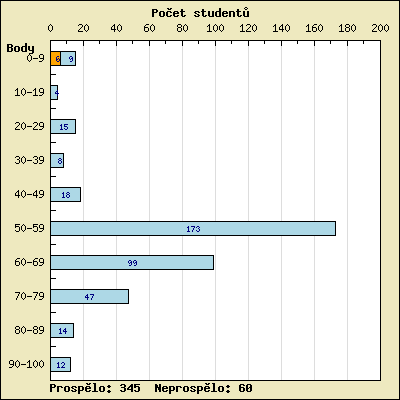 Počet studentů
0 20 40 60 80 100 120 140 160 180 200
Body
0-9 6 9
10-19 4
20-29 15
30-39 8
40-49 18
50-59 173
60-69 99
70-79 47
80-89 14
90-100 12
Prospělo: 345 Neprospělo: 60